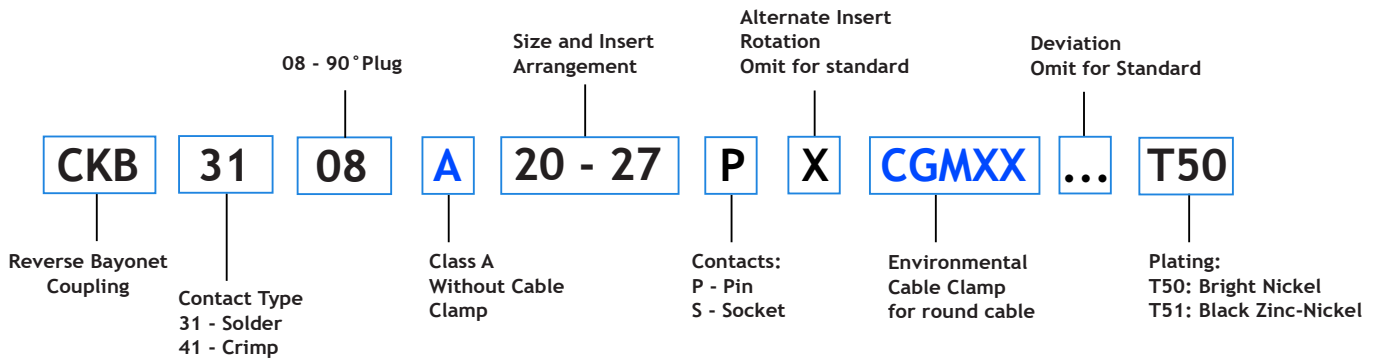 Alternate Insert
Rotation
Omit for standard
Size and Insert
Arrangement
Deviation
Omit for Standard
08 - 90°Plug
CKB 31 08 A 20 - 27 P X CGMXX ... T50
Reverse Bayonet
Coupling
Contact Type
31 - Solder
41 - Crimp
Class A
Without Cable
Clamp
Contacts:
P - Pin
S - Socket
Environmental
Cable Clamp
for round cable
Plating:
T50: Bright Nickel
T51: Black Zinc-Nickel